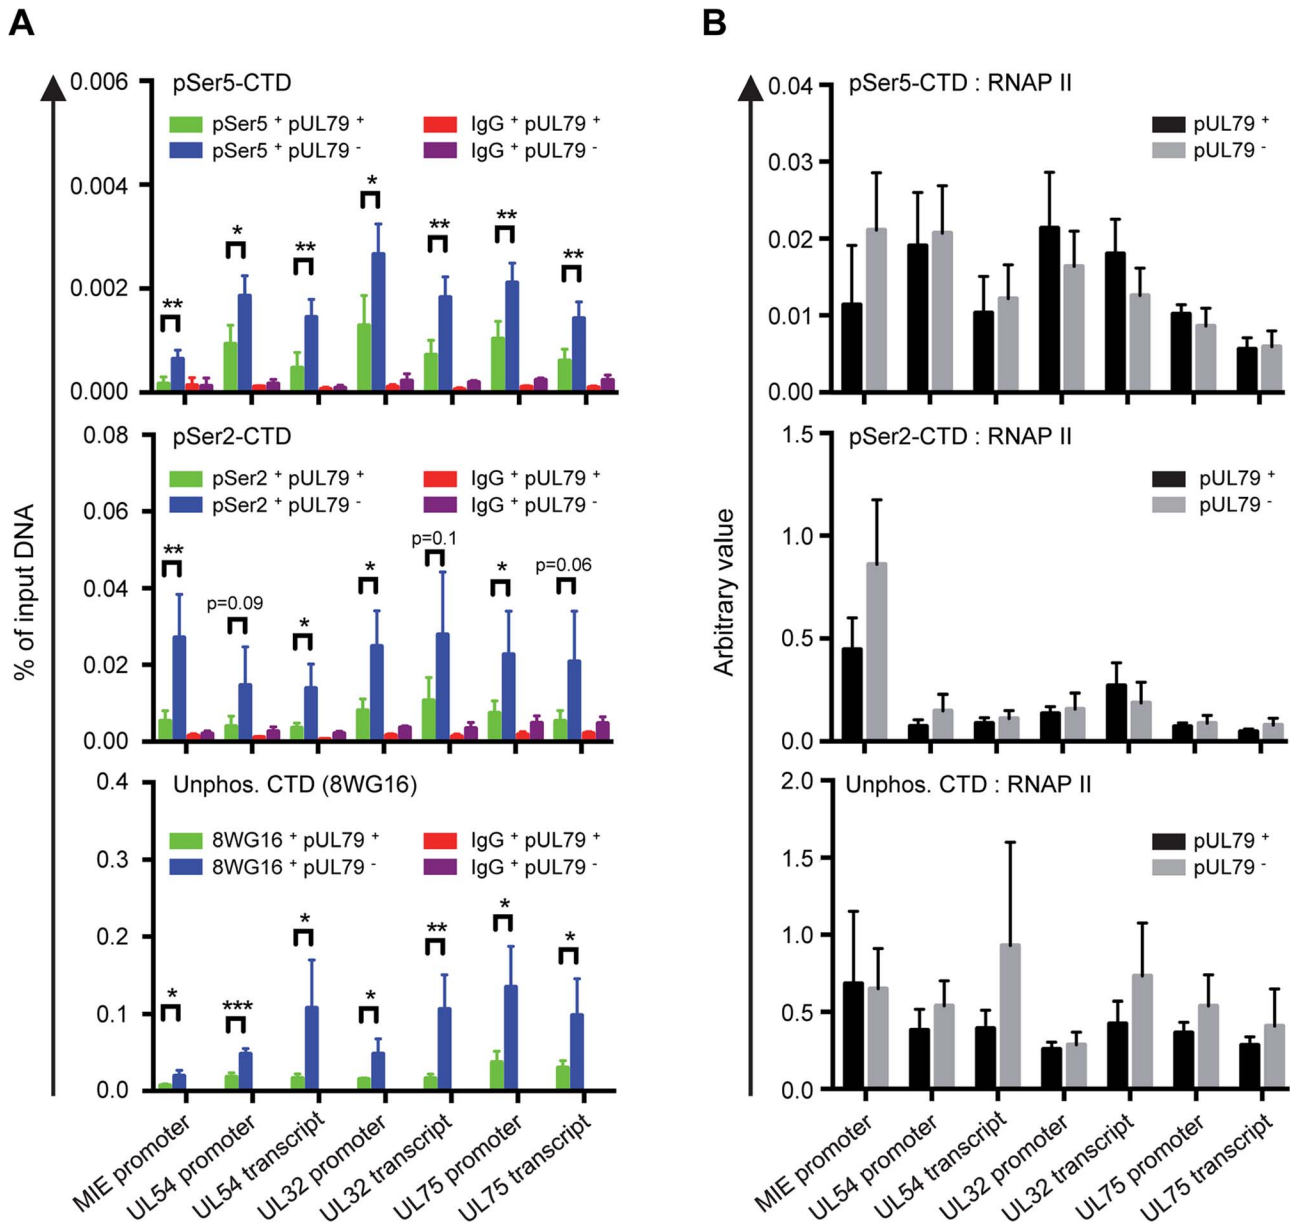 A
% of input DNA
0.006
0.004
0.002
0.000
pSer5-CTD
pSer5 + pUL79 +
pSer5 + pUL79 -
IgG + pUL79 +
IgG + pUL79 -
**
*
**
*
**
**
**
0.08
0.06
0.04
0.02
0.00
pSer2-CTD
pSer2 + pUL79 +
pSer2 + pUL79 -
IgG + pUL79 +
IgG + pUL79 -
**
p=0.09
*
*
p=0.1
*
p=0.06
0.4
0.3
0.2
0.1
0.0
Unphos. CTD (8WG16)
8WG16 + pUL79 +
8WG16 + pUL79 -
IgG + pUL79 +
IgG + pUL79 -
*
***
*
*
**
*
*
MIE promoter
UL54 promoter
UL54 transcript
UL32 promoter
UL32 transcript
UL75 promoter
UL75 transcript
B
Arbitrary value
0.04
0.03
0.02
0.01
0.00
pSer5-CTD : RNAP II
pUL79 +
pUL79 -
1.5
1.0
0.5
0.0
pSer2-CTD : RNAP II
pUL79 +
pUL79 -
2.0
1.5
1.0
0.5
0.0
Unphos. CTD : RNAP II
pUL79 +
pUL79 -
MIE promoter
UL54 promoter
UL54 transcript
UL32 promoter
UL32 transcript
UL75 promoter
UL75 transcript